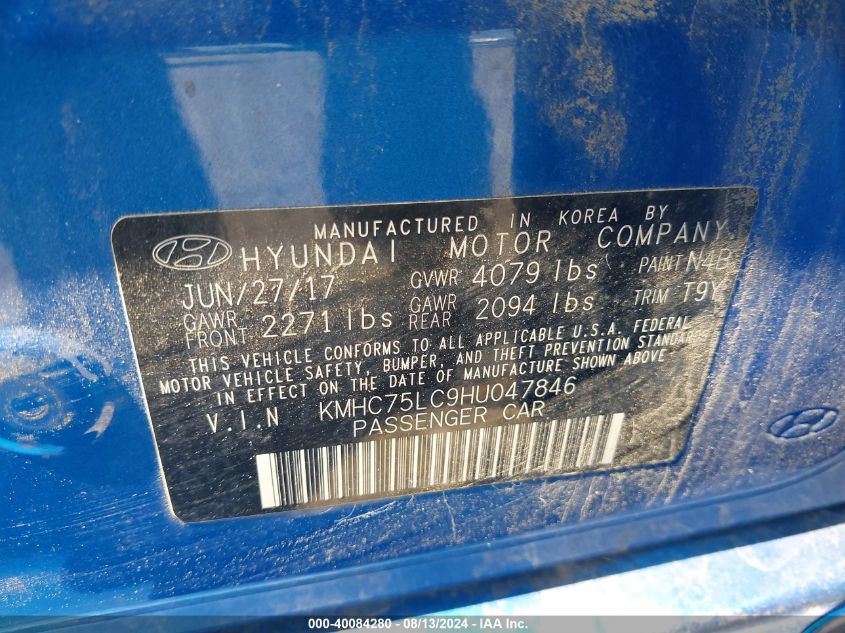 MANUFACTURED IN KOREA BY
HYUNDAI MOTOR COMPANY
JUN/27/17 GVWR 4079 lbs PAINT N4B
GAWR FRONT 2271 lbs GAWR REAR 2094 lbs TRIM T9Y
THIS VEHICLE CONFORMS TO ALL APPLICABLE U.S.A. FEDERAL
MOTOR VEHICLE SAFETY, BUMPER, AND THEFT PREVENTION STANDARDS
IN EFFECT ON THE DATE OF MANUFACTURE SHOWN ABOVE
V.I.N KMHC75LC9HU047846
PASSENGER CAR
000-40084280 - 08/13/2024 - IAAI.COM